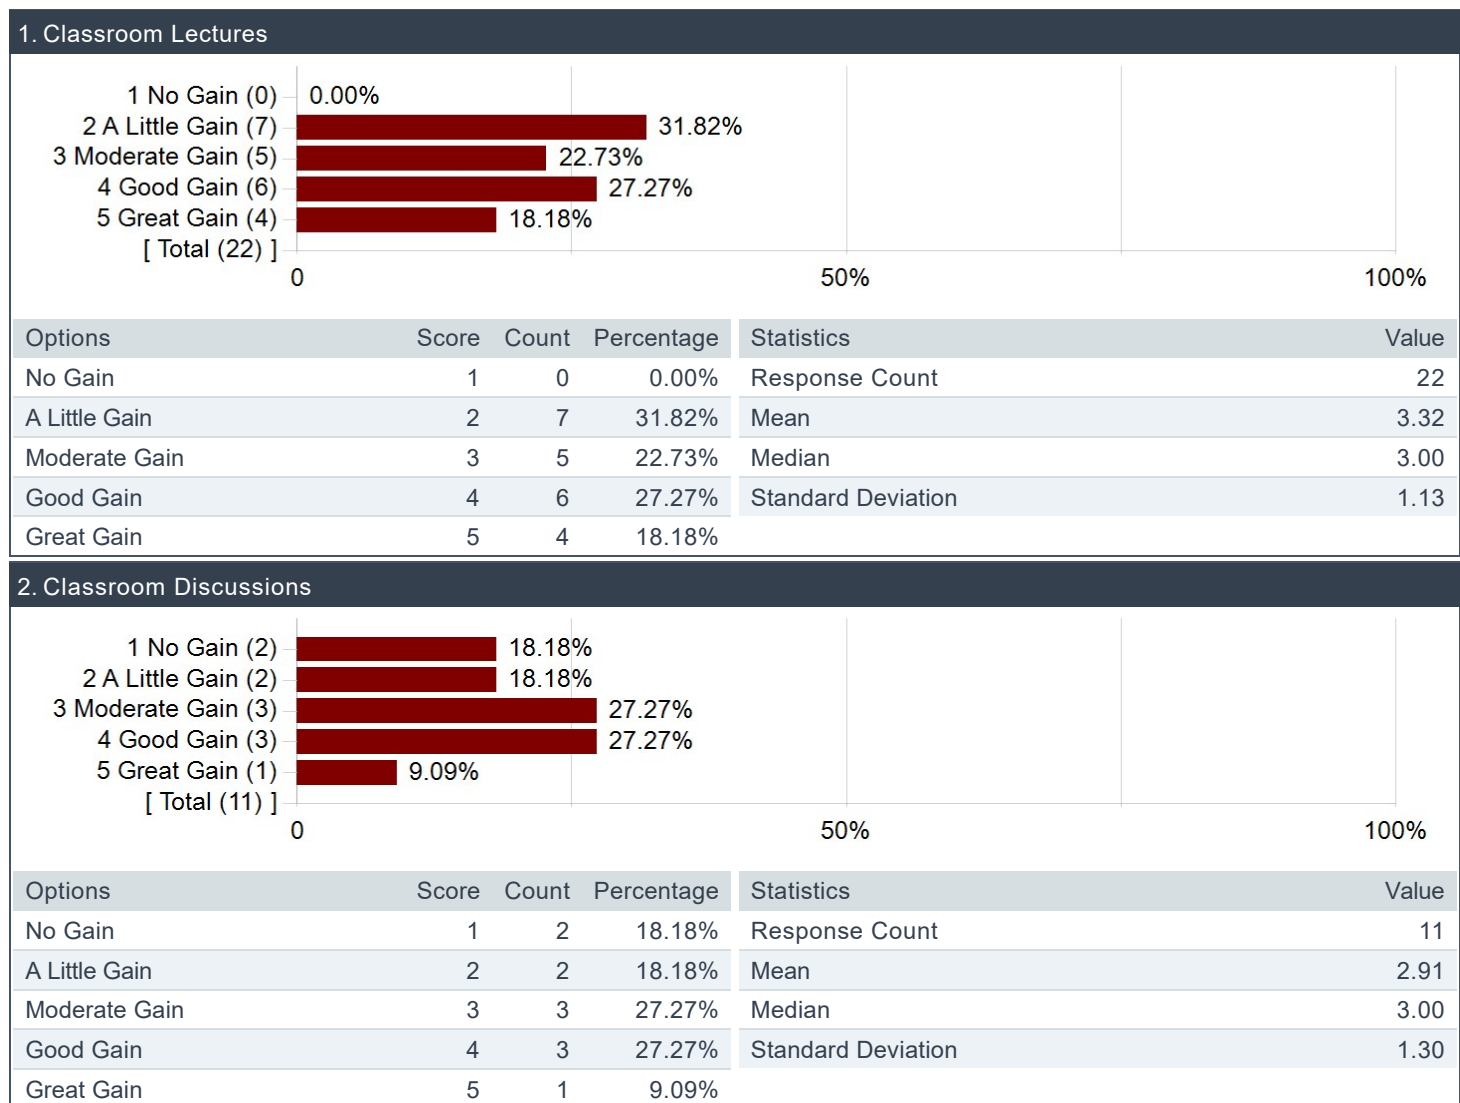 1. Classroom Lectures
1 No Gain (0) 0.00%
2 A Little Gain (7) 31.82%
3 Moderate Gain (5) 22.73%
4 Good Gain (6) 27.27%
5 Great Gain (4) 18.18%
[ Total (22) ]
0 50% 100%
Options Score Count Percentage Statistics Value
No Gain 1 0 0.00% Response Count 22
A Little Gain 2 7 31.82% Mean 3.32
Moderate Gain 3 5 22.73% Median 3.00
Good Gain 4 6 27.27% Standard Deviation 1.13
Great Gain 5 4 18.18%
2. Classroom Discussions
1 No Gain (2) 18.18%
2 A Little Gain (2) 18.18%
3 Moderate Gain (3) 27.27%
4 Good Gain (3) 27.27%
5 Great Gain (1) 9.09%
[ Total (11) ]
0 50% 100%
Options Score Count Percentage Statistics Value
No Gain 1 2 18.18% Response Count 11
A Little Gain 2 2 18.18% Mean 2.91
Moderate Gain 3 3 27.27% Median 3.00
Good Gain 4 3 27.27% Standard Deviation 1.30
Great Gain 5 1 9.09%